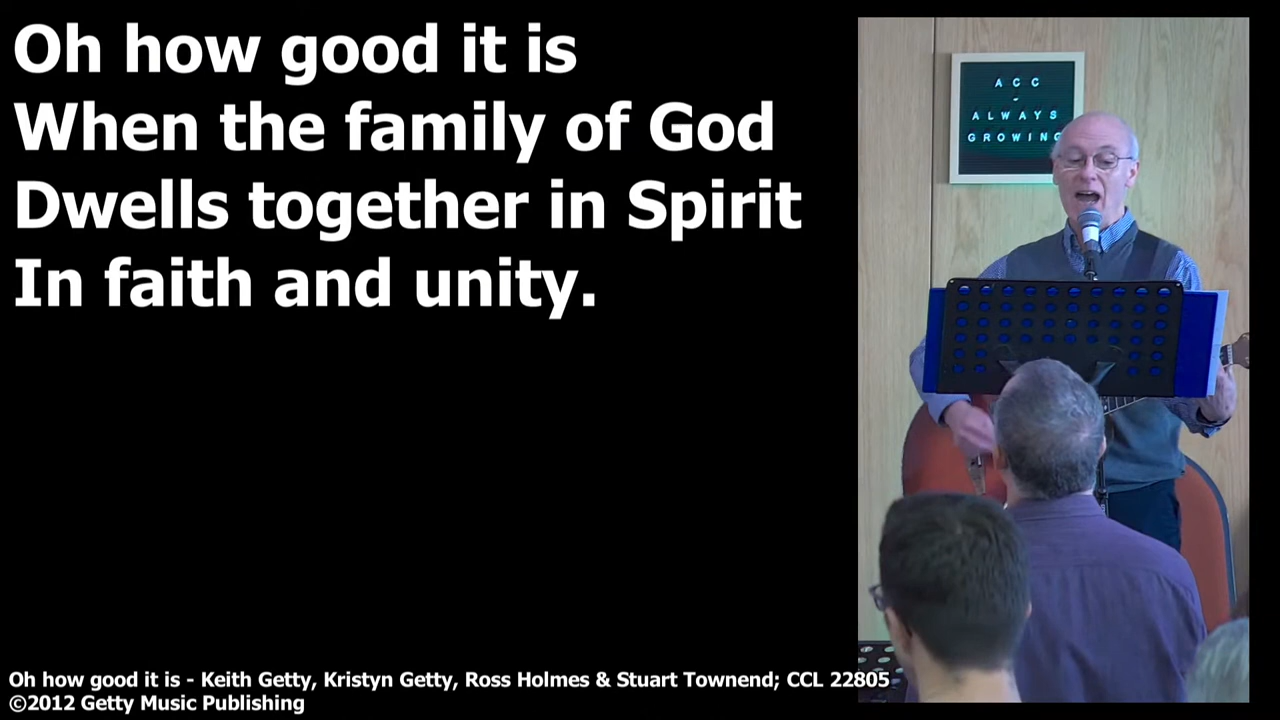 Oh how good it is
When the family of God
Dwells together in Spirit
In faith and unity.
ACC
-
ALWAYS
GROWING
Oh how good it is - Keith Getty, Kristyn Getty, Ross Holmes & Stuart Townend; CCL 22805
©2012 Getty Music Publishing